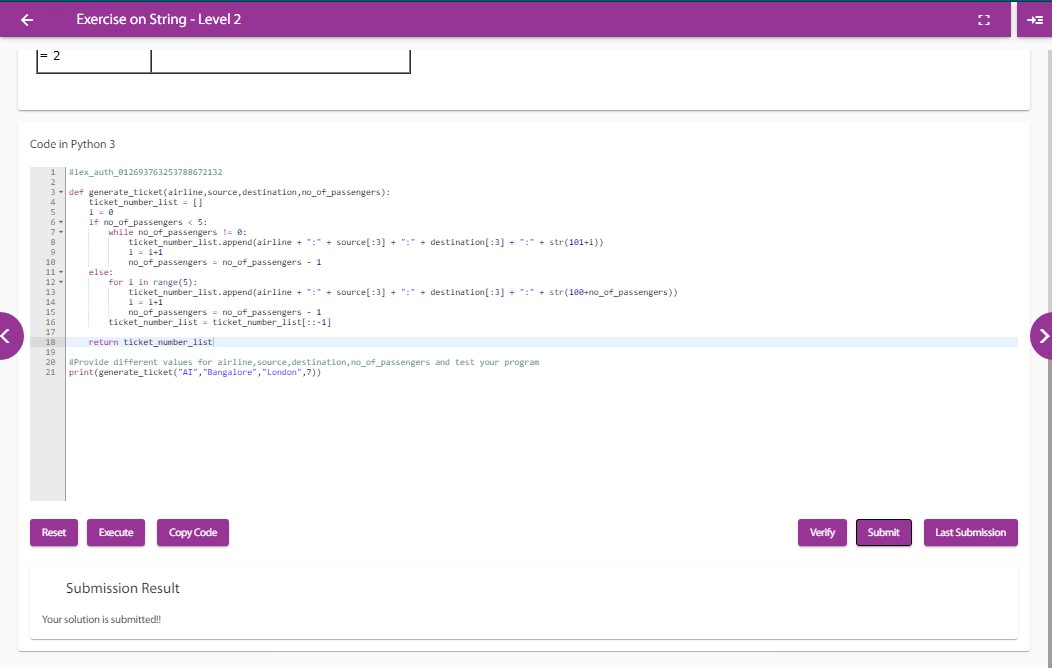 Exercise on String - Level 2
= 2
Code in Python 3
1 #lex_auth_012693763253788672132
2
3 def generate_ticket(airline,source,destination,no_of_passengers):
4     ticket_number_list = []
5     i = 0
6     if no_of_passengers < 5:
7         while no_of_passengers != 0:
8             ticket_number_list.append(airline + ":" + source[:3] + ":" + destination[:3] + ":" + str(101+i))
9             i = i+1
10             no_of_passengers = no_of_passengers - 1
11     else:
12         for i in range(5):
13             ticket_number_list.append(airline + ":" + source[:3] + ":" + destination[:3] + ":" + str(100+no_of_passengers))
14             i = i+1
15             no_of_passengers = no_of_passengers - 1
16         ticket_number_list = ticket_number_list[::-1]
17
18     return ticket_number_list
19
20 #Provide different values for airline,source,destination,no_of_passengers and test your program
21 print(generate_ticket("AI","Bangalore","London",7))
Reset Execute Copy Code Verify Submit Last Submission
Submission Result
Your solution is submitted!!